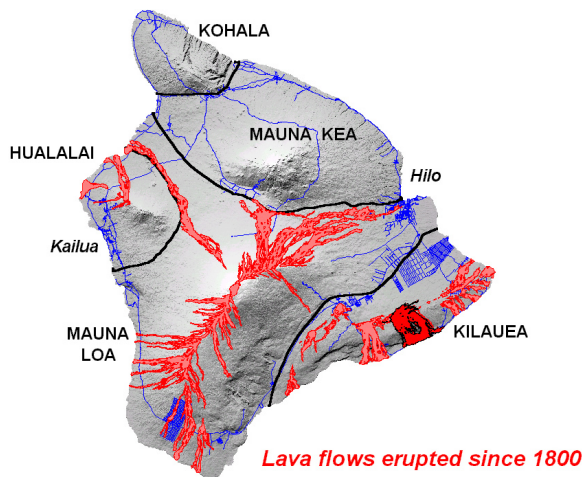 KOHALA
MAUNA KEA
HUALALAI
Hilo
Kailua
MAUNA
LOA
KILAUEA
Lava flows erupted since 1800